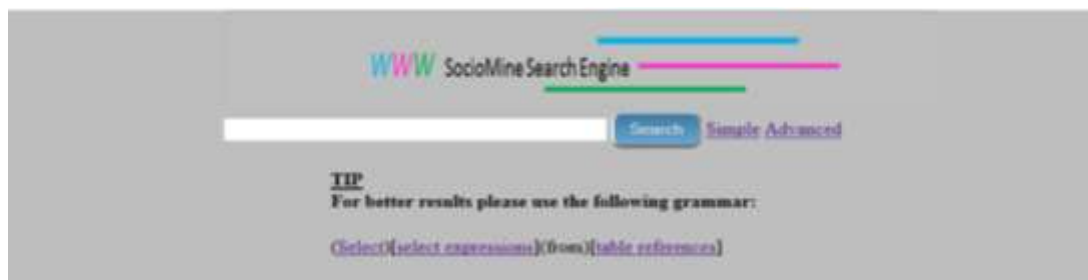 WWW SocioMine Search Engine
Search Simple Advanced
TIP
For better results please use the following grammar:
(Select)[select expressions](from)[table references]